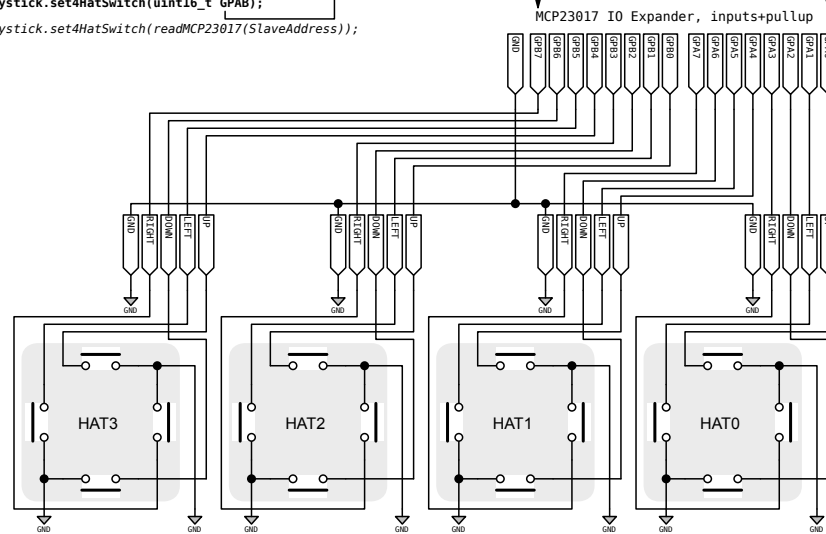 ystick.set4HatSwitch(uint16_t GPAB);
ystick.set4HatSwitch(readMCP23017(SlaveAddress));
MCP23017 IO Expander, inputs+pullup
GND GPB7 GPB6 GPB5 GPB4 GPB3 GPB2 GPB1 GPB0 GPA7 GPA6 GPA5 GPA4 GPA3 GPA2 GPA1
GND RIGHT DOWN LEFT UP GND RIGHT DOWN LEFT UP GND RIGHT DOWN LEFT UP GND RIGHT DOWN LEFT
GND GND GND GND
HAT3 HAT2 HAT1 HAT0
GND GND GND GND GND GND GND GND